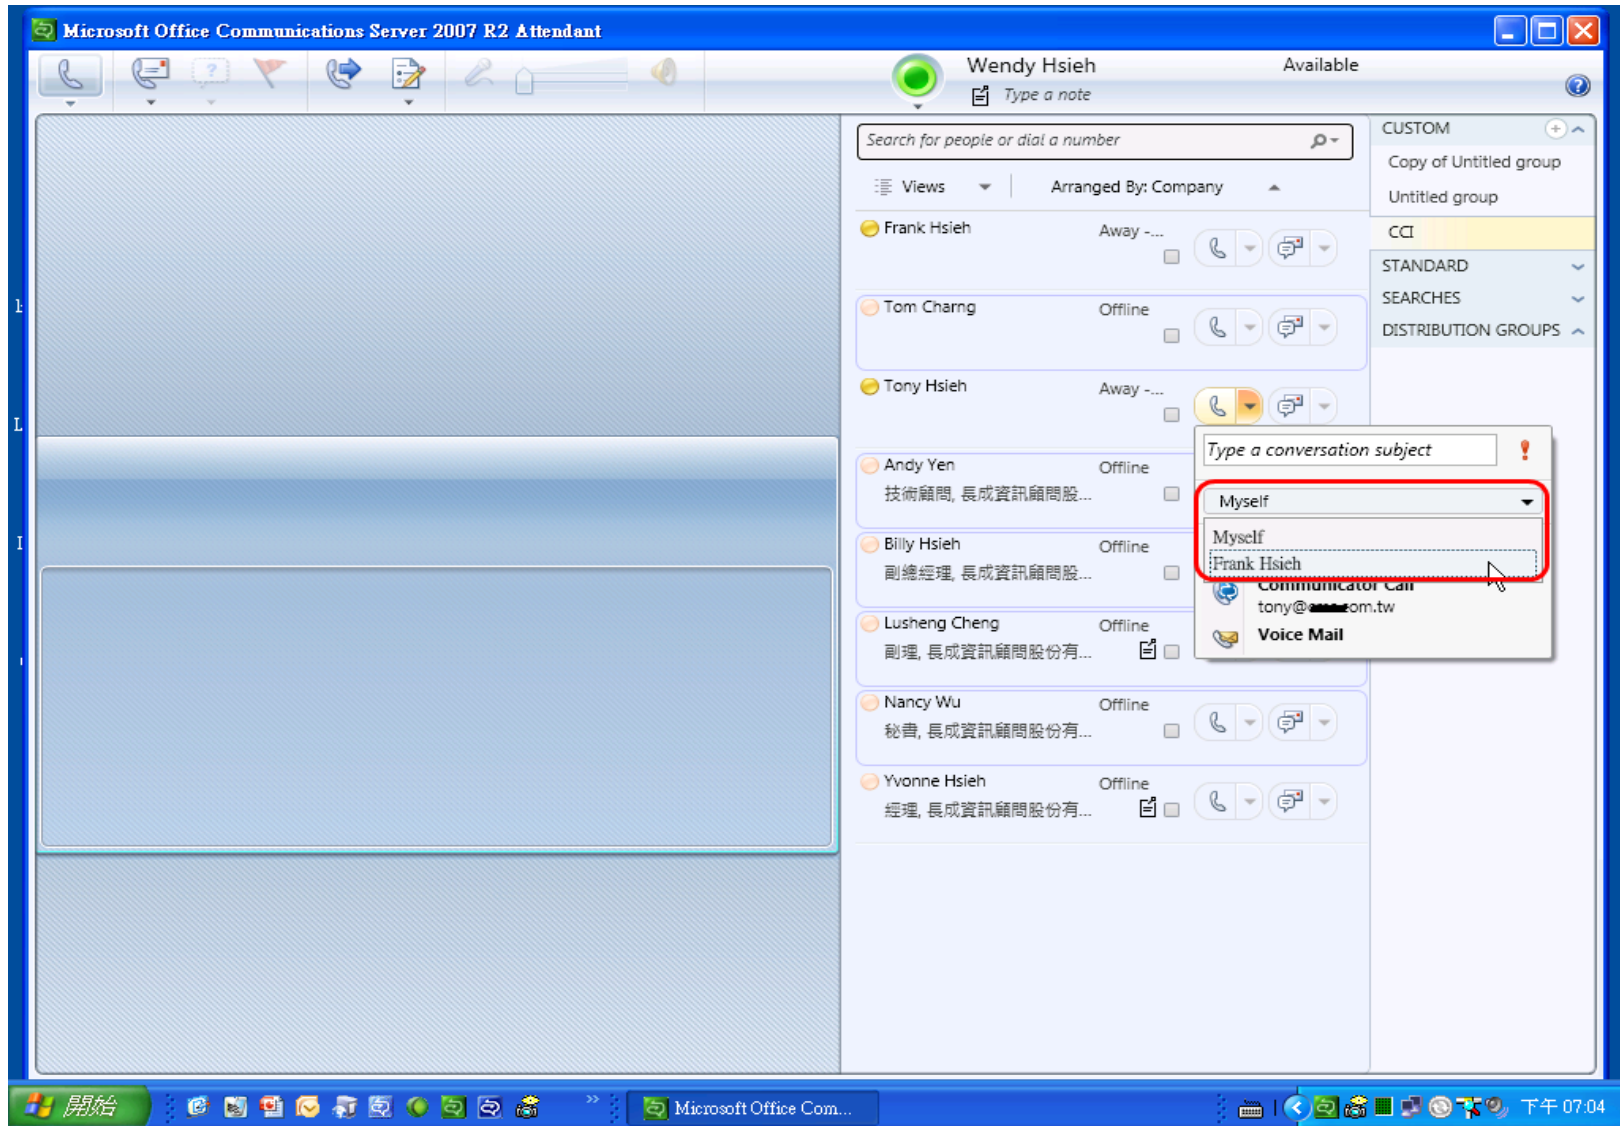 Microsoft Office Communications Server 2007 R2 Attendant
Wendy Hsieh
Available
Type a note
Search for people or dial a number
Views
Arranged By: Company
Frank Hsieh
Away -...
Tom Charng
Offline
Tony Hsieh
Away -...
Andy Yen
Offline
技術顧問, 長成資訊顧問股...
Billy Hsieh
Offline
副總經理, 長成資訊顧問股...
Lusheng Cheng
Offline
副理, 長成資訊顧問股份有...
Nancy Wu
Offline
秘書, 長成資訊顧問股份有...
Yvonne Hsieh
Offline
經理, 長成資訊顧問股份有...
Type a conversation subject
Myself
Myself
Frank Hsieh
Communicator Call
tony@ com.tw
Voice Mail
CUSTOM
Copy of Untitled group
Untitled group
CCI
STANDARD
SEARCHES
DISTRIBUTION GROUPS
開始
Microsoft Office Com...
下午 07:04